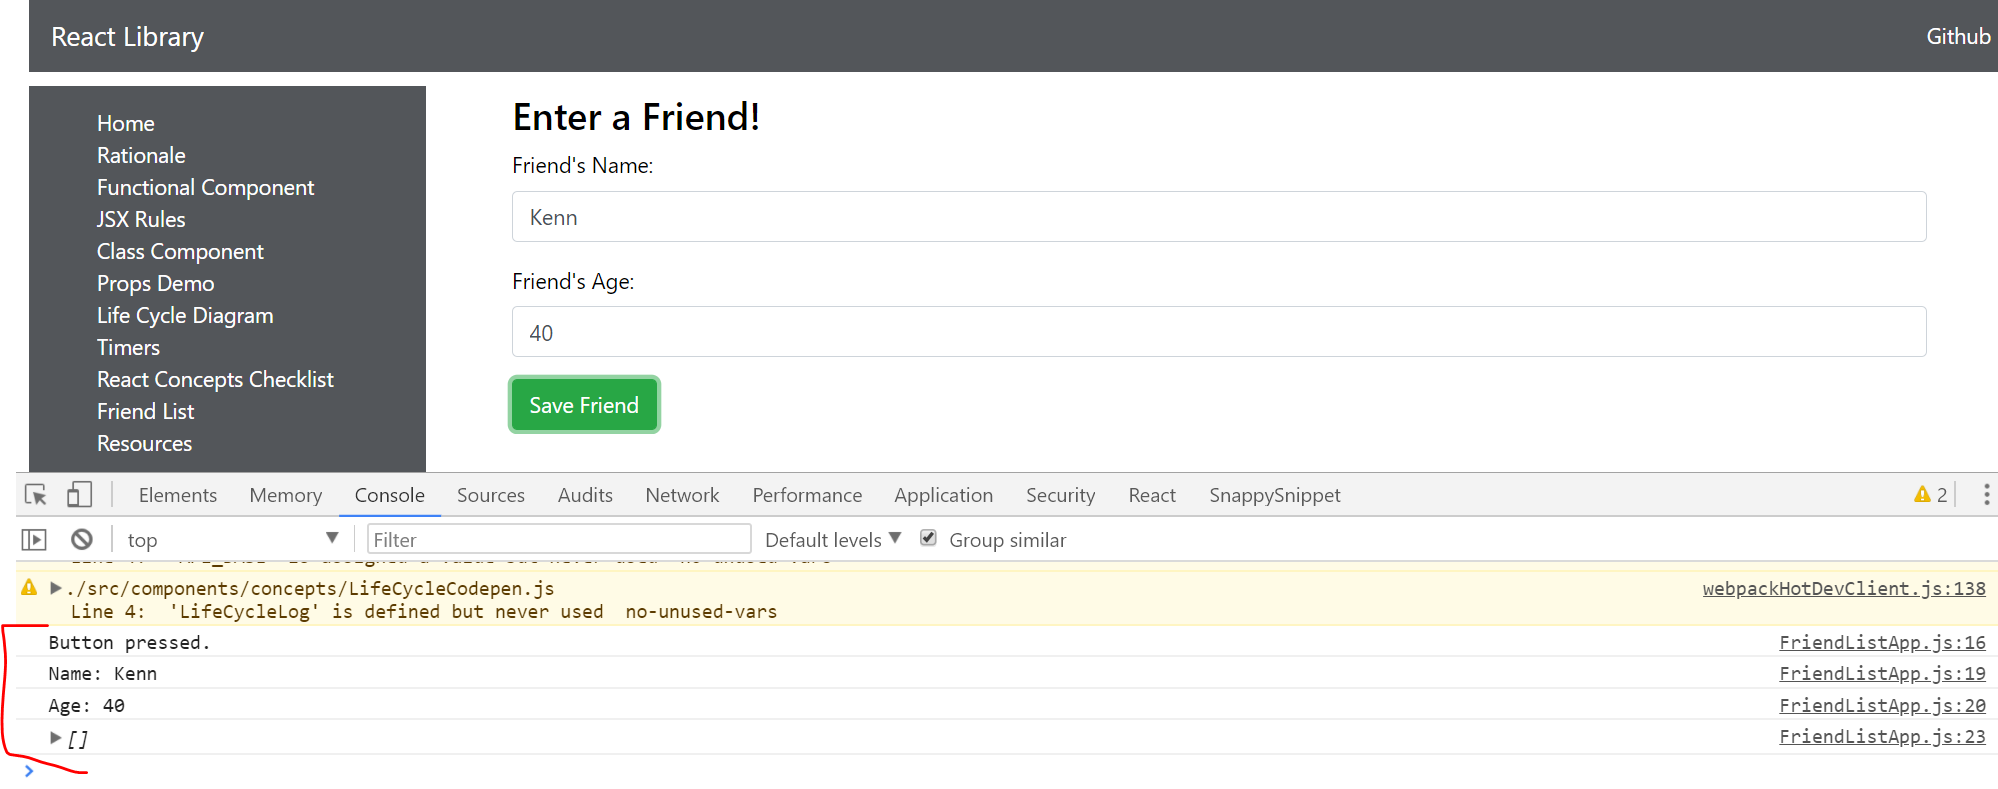 React Library
Github
Home
Rationale
Functional Component
JSX Rules
Class Component
Props Demo
Life Cycle Diagram
Timers
React Concepts Checklist
Friend List
Resources
Enter a Friend!
Friend's Name:
Kenn
Friend's Age:
40
Save Friend
Elements Memory Console Sources Audits Network Performance Application Security React SnappySnippet 2
top Filter Default levels Group similar
./src/components/concepts/LifeCycleCodepen.js webpackHotDevClient.js:138
Line 4: 'LifeCycleLog' is defined but never used no-unused-vars
Button pressed. FriendListApp.js:16
Name: Kenn FriendListApp.js:19
Age: 40 FriendListApp.js:20
[] FriendListApp.js:23